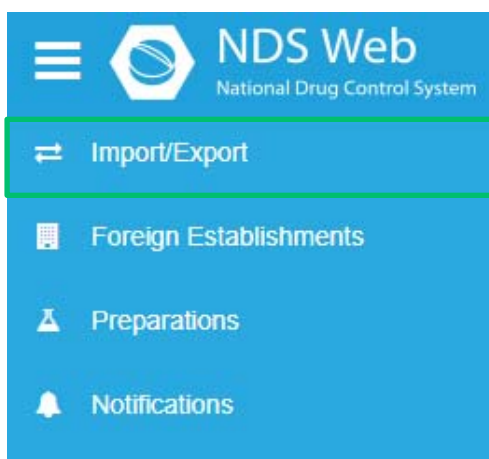 NDS Web
National Drug Control System
Import/Export
Foreign Establishments
Preparations
Notifications